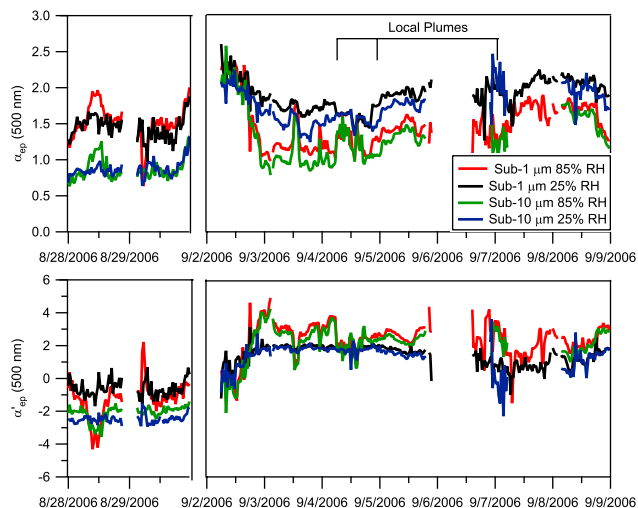 3.0
2.5
2.0
1.5
1.0
0.5
0.0
αep (500 nm)
Local Plumes
Sub-1 μm 85% RH
Sub-1 μm 25% RH
Sub-10 μm 85% RH
Sub-10 μm 25% RH
8/28/2006 8/29/2006 9/2/2006 9/3/2006 9/4/2006 9/5/2006 9/6/2006 9/7/2006 9/8/2006 9/9/2006
6
4
2
0
-2
-4
-6
α'ep (500 nm)
8/28/2006 8/29/2006 9/2/2006 9/3/2006 9/4/2006 9/5/2006 9/6/2006 9/7/2006 9/8/2006 9/9/2006